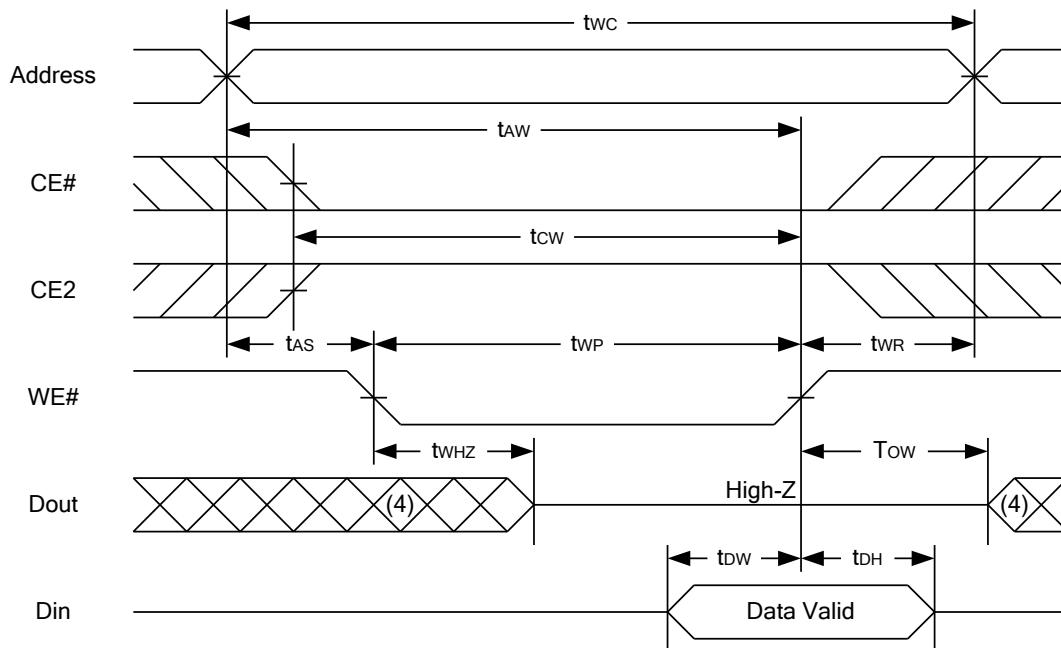 tWC
Address
tAW
CE#
tCW
CE2
tAS tWP tWR
WE#
tWHZ TOW
High-Z
Dout (4) (4)
tDW tDH
Din Data Valid